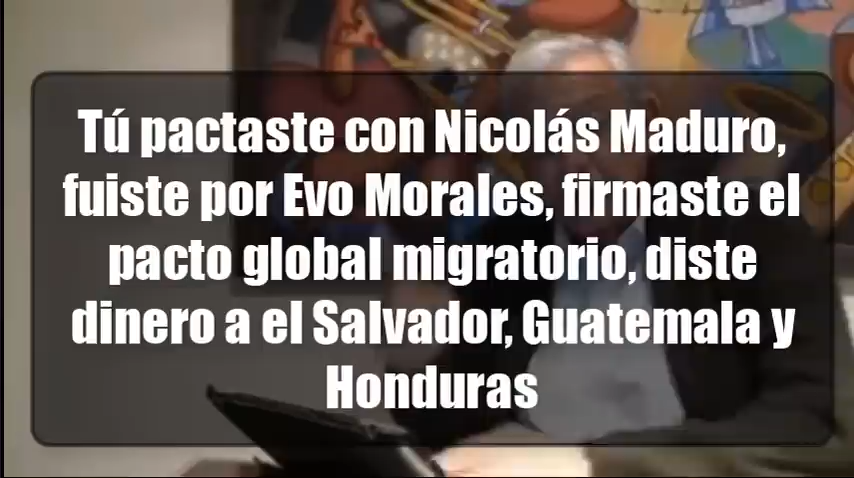 Tú pactaste con Nicolás Maduro,
fuiste por Evo Morales, firmaste el
pacto global migratorio, diste
dinero a el Salvador, Guatemala y
Honduras